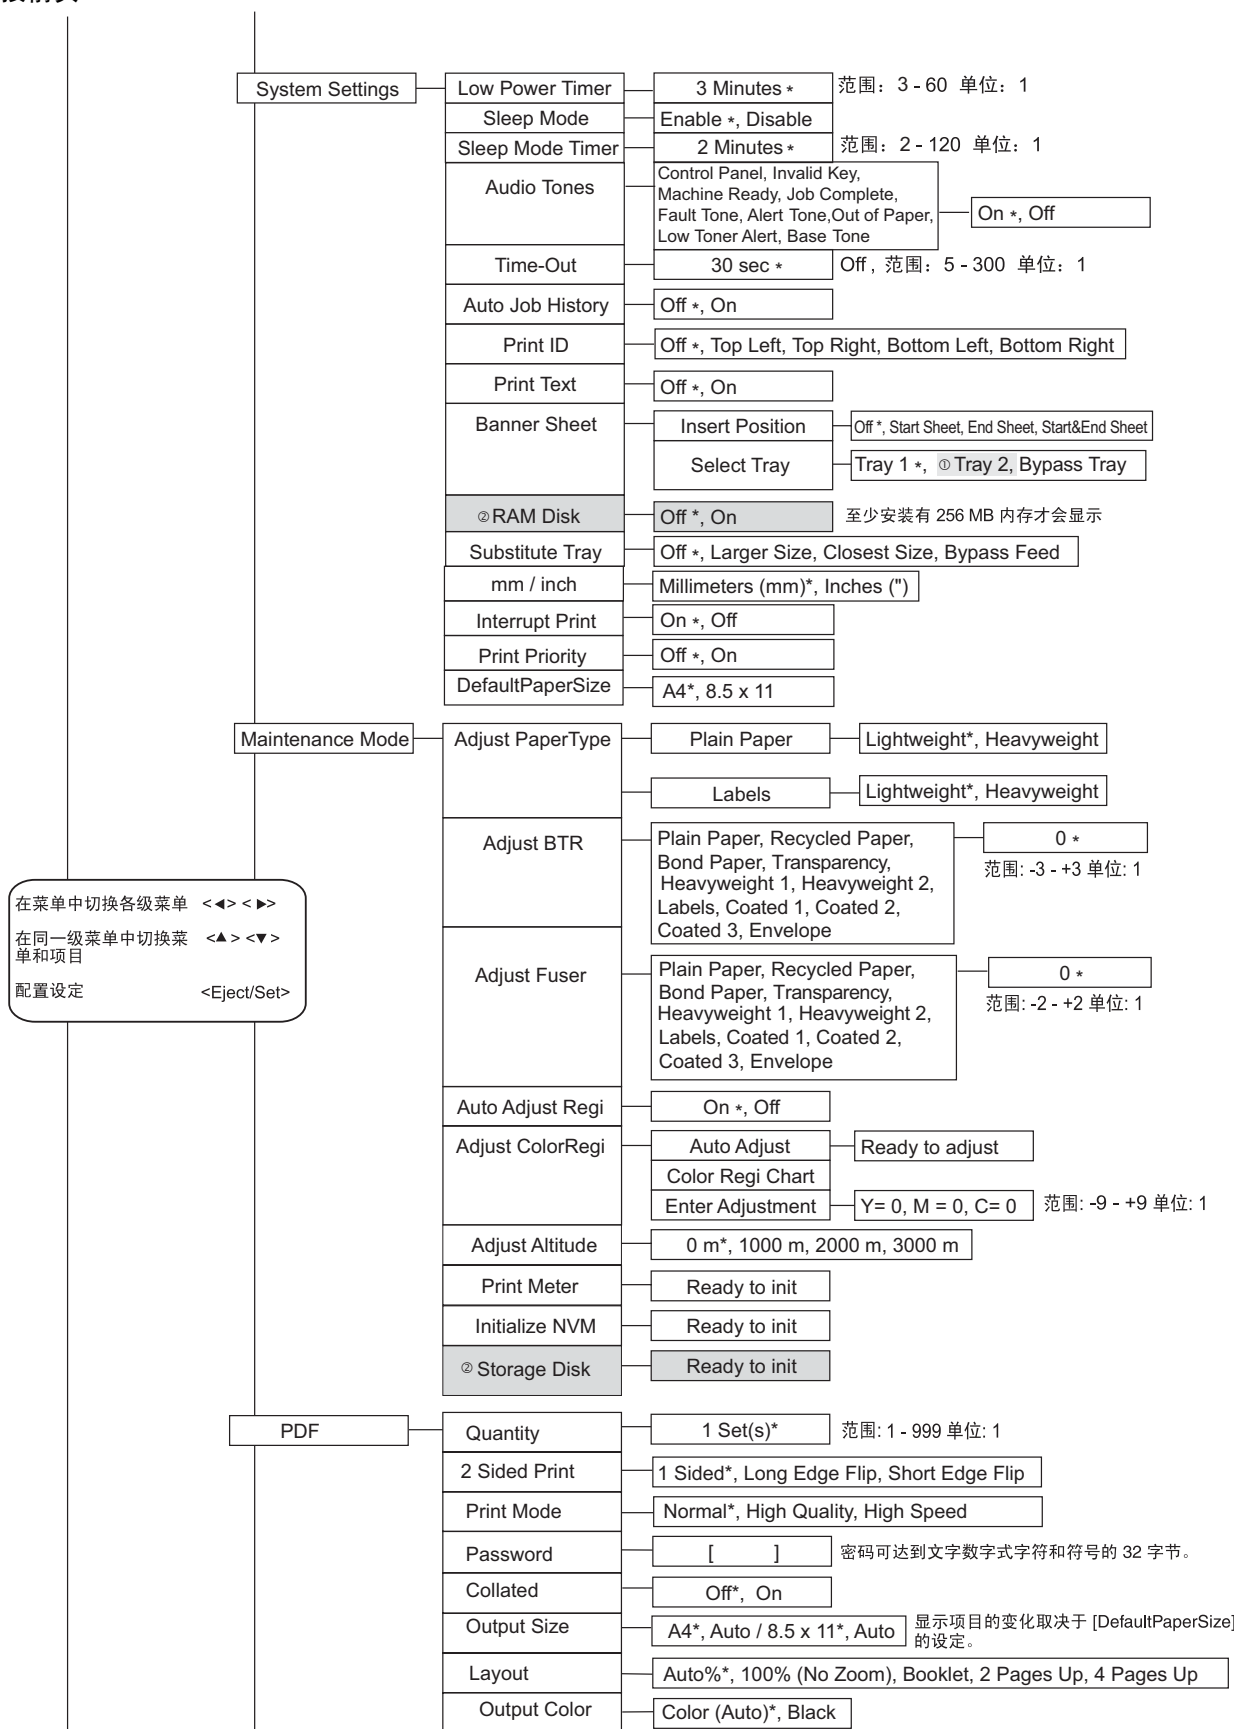 System Settings
Low Power Timer
3 Minutes *
范围：3 - 60 单位：1
Sleep Mode
Enable *, Disable
Sleep Mode Timer
2 Minutes *
范围：2 - 120 单位：1
Audio Tones
Control Panel, Invalid Key,
Machine Ready, Job Complete,
Fault Tone, Alert Tone,Out of Paper,
Low Toner Alert, Base Tone
On *, Off
Time-Out
30 sec *
Off , 范围：5 - 300 单位：1
Auto Job History
Off *, On
Print ID
Off *, Top Left, Top Right, Bottom Left, Bottom Right
Print Text
Off *, On
Banner Sheet
Insert Position
Off *, Start Sheet, End Sheet, Start&End Sheet
Select Tray
Tray 1 *, ① Tray 2, Bypass Tray
② RAM Disk
Off *, On
至少安装有 256 MB 内存才会显示
Substitute Tray
Off *, Larger Size, Closest Size, Bypass Feed
mm / inch
Millimeters (mm)*, Inches (")
Interrupt Print
On *, Off
Print Priority
Off *, On
DefaultPaperSize
A4*, 8.5 x 11
Maintenance Mode
Adjust PaperType
Plain Paper
Lightweight*, Heavyweight
Labels
Lightweight*, Heavyweight
Adjust BTR
Plain Paper, Recycled Paper,
Bond Paper, Transparency,
Heavyweight 1, Heavyweight 2,
Labels, Coated 1, Coated 2,
Coated 3, Envelope
0 *
范围: -3 - +3 单位: 1
在菜单中切换各级菜单 <◀> <▶>
在同一级菜单中切换菜 <▲> <▼>
单和项目
配置设定 <Eject/Set>
Adjust Fuser
Plain Paper, Recycled Paper,
Bond Paper, Transparency,
Heavyweight 1, Heavyweight 2,
Labels, Coated 1, Coated 2,
Coated 3, Envelope
0 *
范围: -2 - +2 单位: 1
Auto Adjust Regi
On *, Off
Adjust ColorRegi
Auto Adjust
Ready to adjust
Color Regi Chart
Enter Adjustment
Y= 0, M = 0, C= 0
范围: -9 - +9 单位: 1
Adjust Altitude
0 m*, 1000 m, 2000 m, 3000 m
Print Meter
Ready to init
Initialize NVM
Ready to init
② Storage Disk
Ready to init
PDF
Quantity
1 Set(s)*
范围: 1 - 999 单位: 1
2 Sided Print
1 Sided*, Long Edge Flip, Short Edge Flip
Print Mode
Normal*, High Quality, High Speed
Password
[ ]
密码可达到文字数字式字符和符号的 32 字节。
Collated
Off*, On
Output Size
A4*, Auto / 8.5 x 11*, Auto
显示项目的变化取决于 [DefaultPaperSize]
的设定。
Layout
Auto%*, 100% (No Zoom), Booklet, 2 Pages Up, 4 Pages Up
Output Color
Color (Auto)*, Black